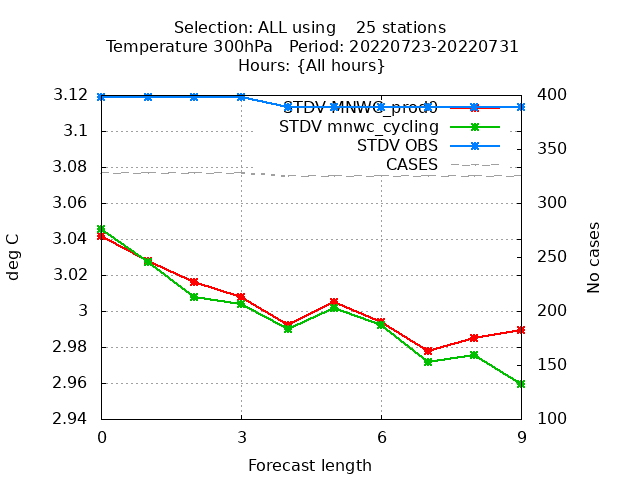 Selection: ALL using    25 stations
Temperature 300hPa   Period: 20220723-20220731
Hours: {All hours}
STDV MNWC_prod0
STDV mnwc_cycling
STDV OBS
CASES
3.12
3.1
3.08
3.06
3.04
3.02
3
2.98
2.96
2.94
400
350
300
250
200
150
100
deg C
No cases
0 3 6 9
Forecast length